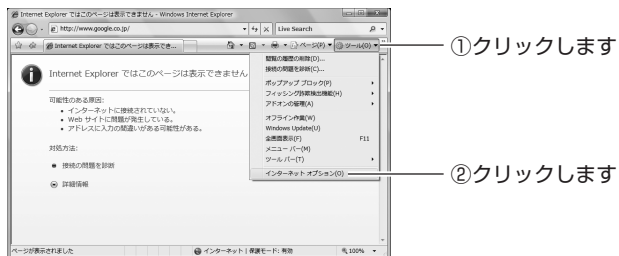 Internet Explorer ではこのページは表示できません - Windows Internet Explorer
http://www.google.co.jp/
Live Search
Internet Explorer ではこのページは表示でき...
ページ(P)
ツール(O)
①クリックします
Internet Explorer ではこのページは表示できません
可能性のある原因:
• インターネットに接続されていない。
• Web サイトに問題が発生している。
• アドレスに入力の間違いがある可能性がある。
対処方法:
接続の問題を診断
詳細情報
閲覧の履歴の削除(D)...
接続の問題を診断(C)...
ポップアップ ブロック(P)
フィッシング詐欺検出機能(H)
アドオンの管理(A)
オフライン作業(W)
Windows Update(U)
全画面表示(F) F11
メニュー バー(M)
ツール バー(T)
インターネット オプション(O)
②クリックします
ページが表示されました
インターネット | 保護モード: 有効
100%